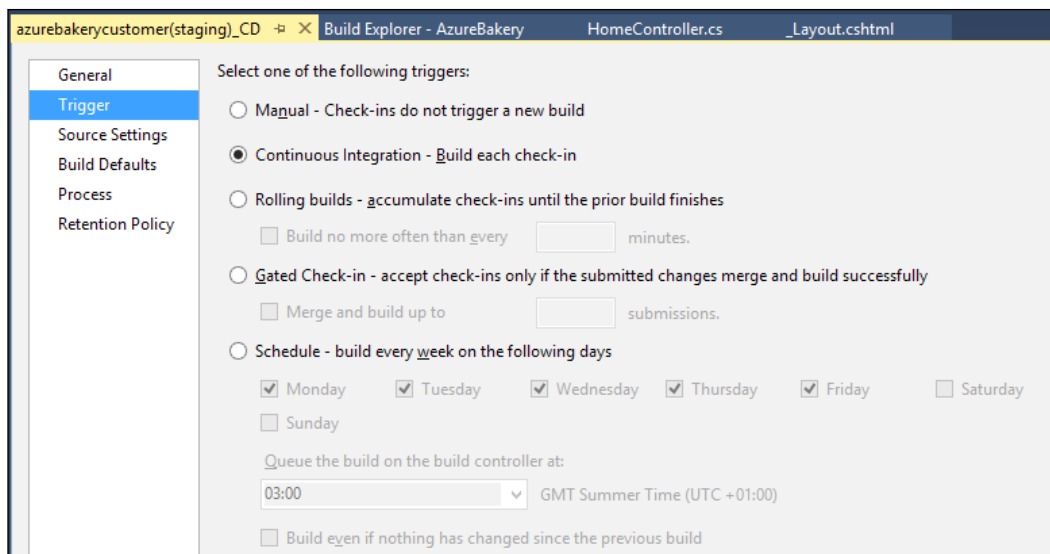 azurebakerycustomer(staging)_CD Build Explorer - AzureBakery HomeController.cs _Layout.cshtml
General
Trigger
Source Settings
Build Defaults
Process
Retention Policy
Select one of the following triggers:
Manual - Check-ins do not trigger a new build
Continuous Integration - Build each check-in
Rolling builds - accumulate check-ins until the prior build finishes
Build no more often than every minutes.
Gated Check-in - accept check-ins only if the submitted changes merge and build successfully
Merge and build up to submissions.
Schedule - build every week on the following days
Monday Tuesday Wednesday Thursday Friday Saturday
Sunday
Queue the build on the build controller at:
03:00 GMT Summer Time (UTC +01:00)
Build even if nothing has changed since the previous build